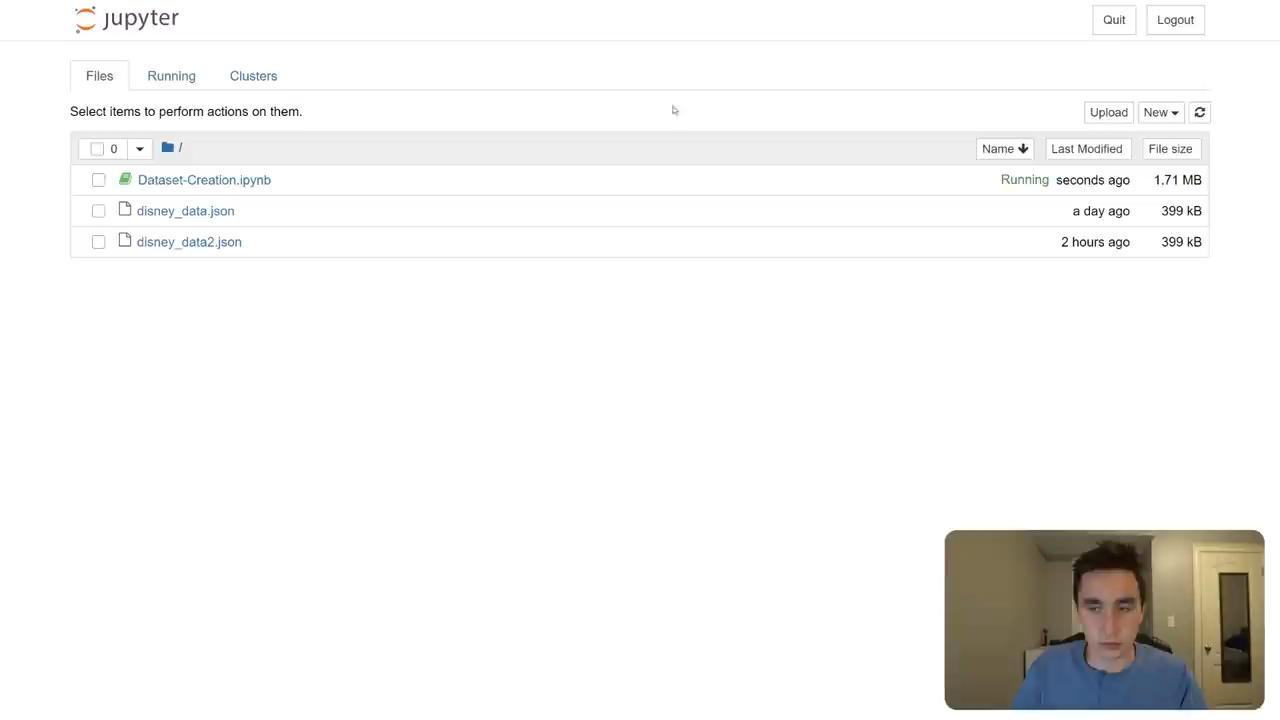 jupyter
Quit
Logout
Files
Running
Clusters
Select items to perform actions on them.
Upload
New
0
/
Name
Last Modified
File size
Dataset-Creation.ipynb
Running
seconds ago
1.71 MB
disney_data.json
a day ago
399 kB
disney_data2.json
2 hours ago
399 kB